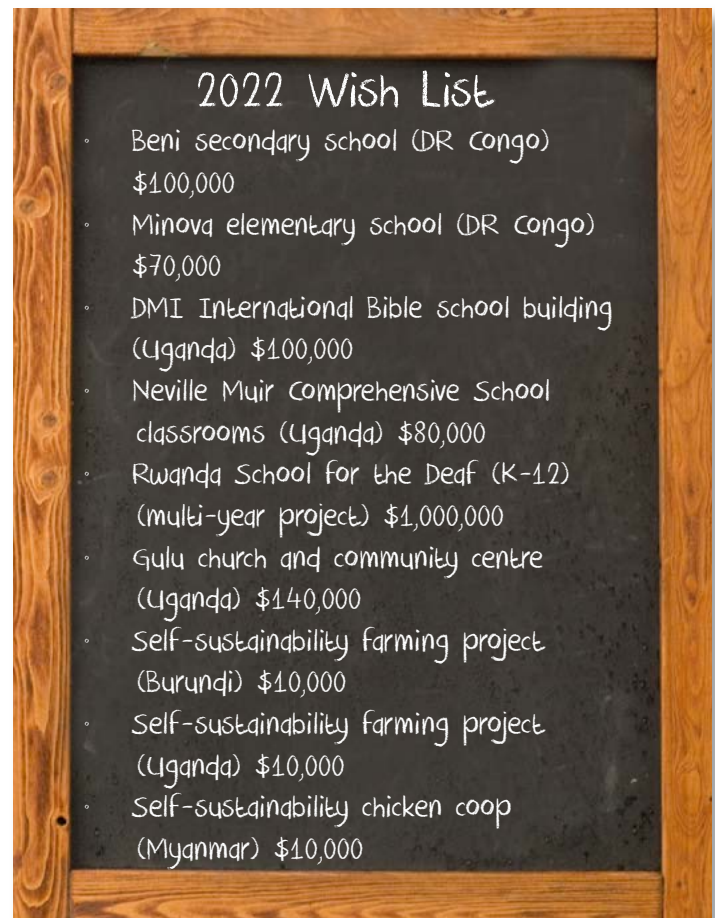 2022 Wish List
◦ Beni secondary school (DR Congo)
$100,000
◦ Minova elementary school (DR Congo)
$70,000
◦ DMI International Bible school building
(Uganda) $100,000
◦ Neville Muir Comprehensive School
classrooms (Uganda) $80,000
◦ Rwanda School for the Deaf (K-12)
(multi-year project) $1,000,000
◦ Gulu church and community centre
(Uganda) $140,000
◦ Self-sustainability farming project
(Burundi) $10,000
◦ Self-sustainability farming project
(Uganda) $10,000
◦ Self-sustainability chicken coop
(Myanmar) $10,000